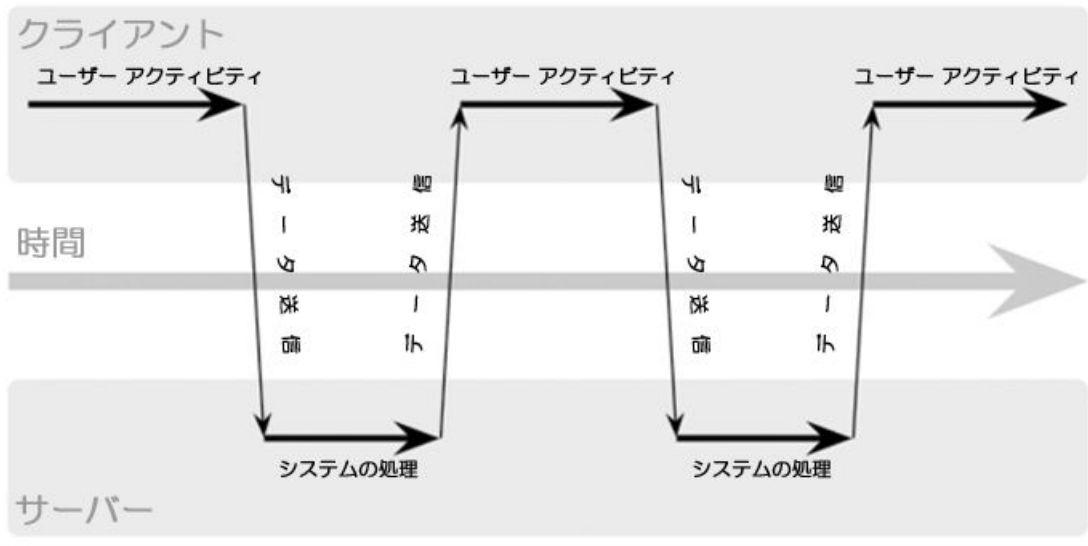 クライアント
ユーザー アクティビティ
ユーザー アクティビティ
ユーザー アクティビティ
データ送信
データ送信
データ送信
データ送信
時間
システムの処理
システムの処理
サーバー